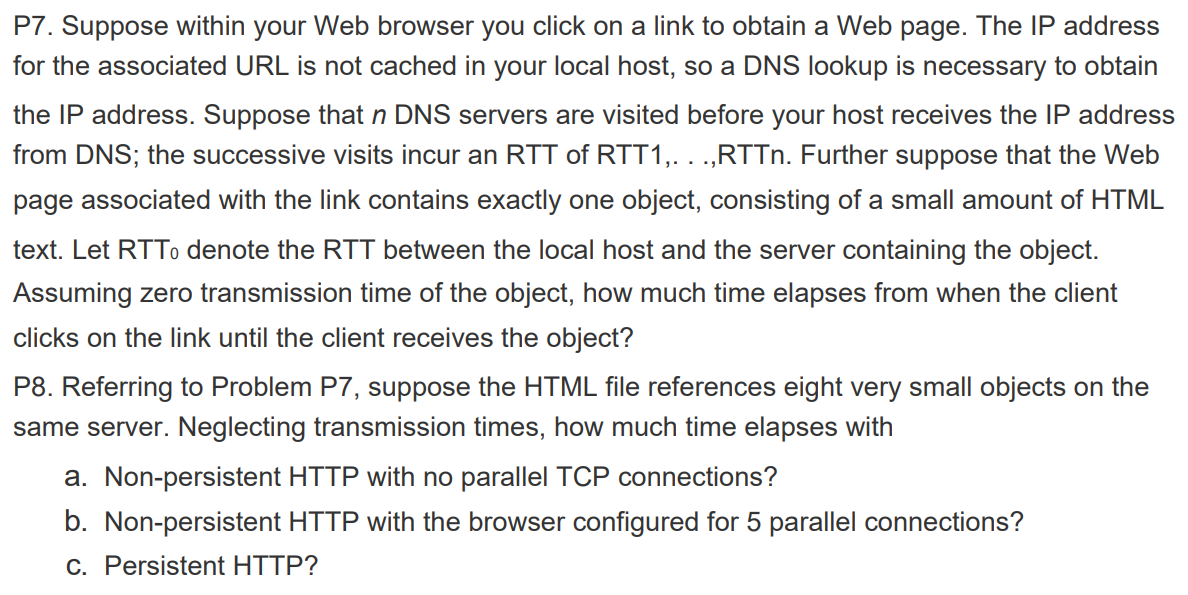 P7. Suppose within your Web browser you click on a link to obtain a Web page. The IP address
for the associated URL is not cached in your local host, so a DNS lookup is necessary to obtain
the IP address. Suppose that n DNS servers are visited before your host receives the IP address
from DNS; the successive visits incur an RTT of RTT1,. . .,RTTn. Further suppose that the Web
page associated with the link contains exactly one object, consisting of a small amount of HTML
text. Let RTT₀ denote the RTT between the local host and the server containing the object.
Assuming zero transmission time of the object, how much time elapses from when the client
clicks on the link until the client receives the object?
P8. Referring to Problem P7, suppose the HTML file references eight very small objects on the
same server. Neglecting transmission times, how much time elapses with
a. Non-persistent HTTP with no parallel TCP connections?
b. Non-persistent HTTP with the browser configured for 5 parallel connections?
c. Persistent HTTP?